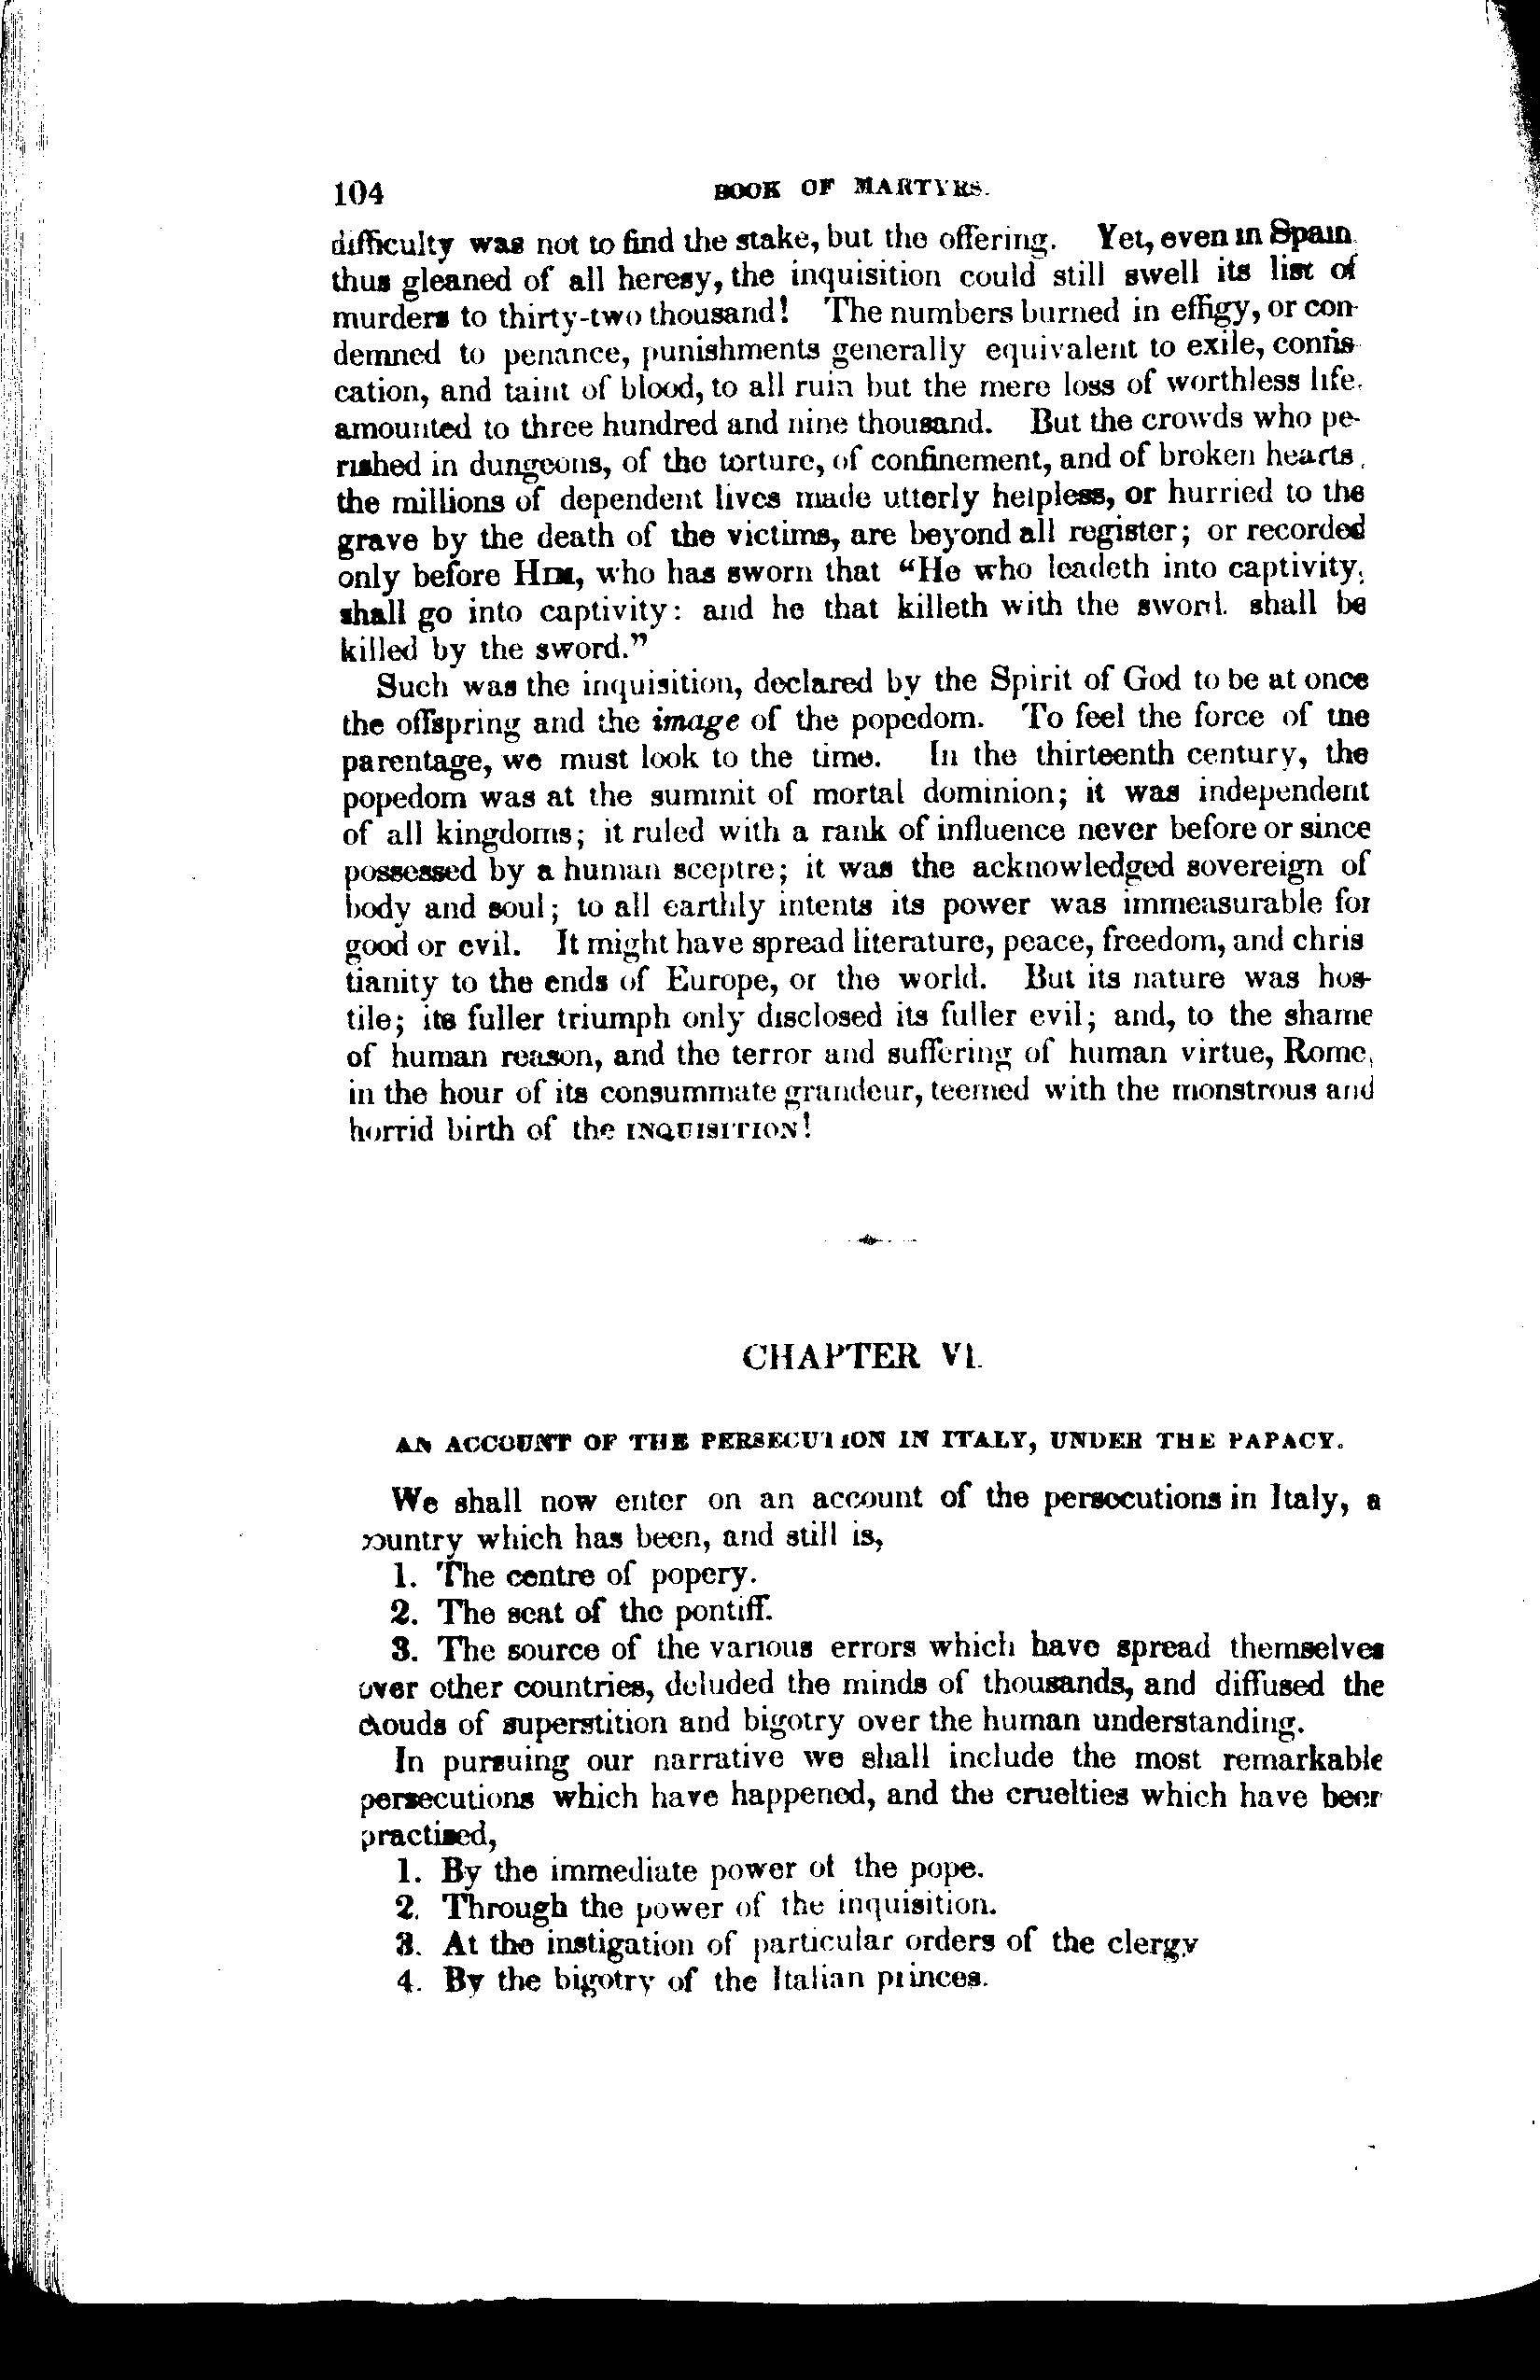 104 BOOK OF MARTYRS.
difficulty was not to find the stake, but the offering. Yet, even in Spain
thus gleaned of all heresy, the inquisition could still swell its list of
murders to thirty-two thousand! The numbers burned in effigy, or con-
demned to penance, punishments generally equivalent to exile, confis-
cation, and taint of blood, to all ruin but the mere loss of worthless life,
amounted to three hundred and nine thousand. But the crowds who pe-
rished in dungeons, of the torture, of confinement, and of broken hearts,
the millions of dependent lives made utterly helpless, or hurried to the
grave by the death of the victims, are beyond all register; or recorded
only before HIM, who has sworn that "He who leadeth into captivity,
shall go into captivity: and he that killeth with the sword, shall be
killed by the sword."
Such was the inquisition, declared by the Spirit of God to be at once
the offspring and the image of the popedom. To feel the force of the
parentage, we must look to the time. In the thirteenth century, the
popedom was at the summit of mortal dominion; it was independent
of all kingdoms; it ruled with a rank of influence never before or since
possessed by a human sceptre; it was the acknowledged sovereign of
body and soul; to all earthly intents its power was immeasurable for
good or evil. It might have spread literature, peace, freedom, and chris
tianity to the ends of Europe, or the world. But its nature was hos-
tile; its fuller triumph only disclosed its fuller evil; and, to the shame
of human reason, and the terror and suffering of human virtue, Rome,
in the hour of its consummate grandeur, teemed with the monstrous and
horrid birth of the INQUISITION!
CHAPTER VI.
AN ACCOUNT OF THE PERSECUTION IN ITALY, UNDER THE PAPACY.
We shall now enter on an account of the persecutions in Italy, a
country which has been, and still is,
1. The centre of popery.
2. The seat of the pontiff.
3. The source of the various errors which have spread themselves
over other countries, deluded the minds of thousands, and diffused the
clouds of superstition and bigotry over the human understanding.
In pursuing our narrative we shall include the most remarkable
persecutions which have happened, and the cruelties which have been
practised,
1. By the immediate power of the pope.
2. Through the power of the inquisition.
3. At the instigation of particular orders of the clergy
4. By the bigotry of the Italian princes.